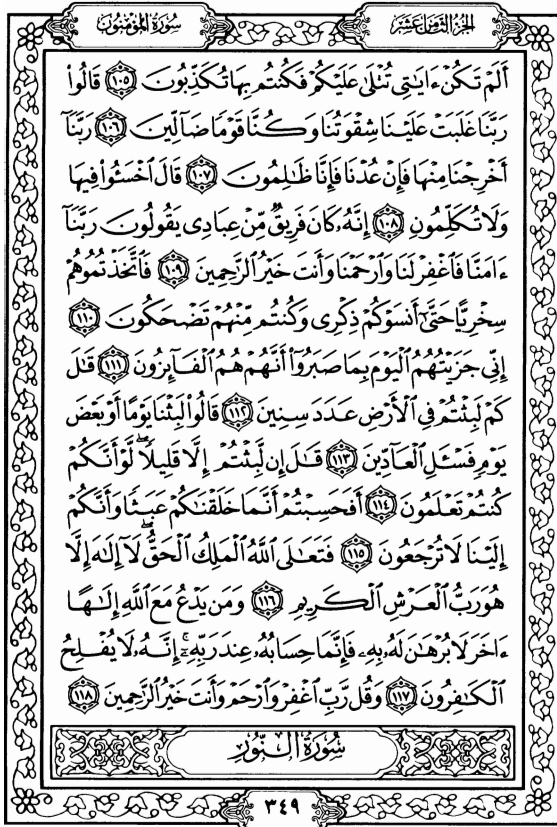 سُورَةُ المُؤْمِنُونَ
الجُزْءُ الثَّامِنَ عَشَرَ
أَلَمْ تَكُنْ ءَايَٰتِى تُتْلَىٰ عَلَيْكُمْ فَكُنتُم بِهَا تُكَذِّبُونَ ١٠٥ قَالُوا۟
رَبَّنَا غَلَبَتْ عَلَيْنَا شِقْوَتُنَا وَكُنَّا قَوْمًا ضَآلِّينَ ١٠٦ رَبَّنَآ
أَخْرِجْنَا مِنْهَا فَإِنْ عُدْنَا فَإِنَّا ظَٰلِمُونَ ١٠٧ قَالَ ٱخْسَـُٔوا۟ فِيهَا
وَلَا تُكَلِّمُونِ ١٠٨ إِنَّهُۥ كَانَ فَرِيقٌ مِّنْ عِبَادِى يَقُولُونَ رَبَّنَآ
ءَامَنَّا فَٱغْفِرْ لَنَا وَٱرْحَمْنَا وَأَنتَ خَيْرُ ٱلرَّٰحِمِينَ ١٠٩ فَٱتَّخَذْتُمُوهُمْ
سِخْرِيًّا حَتَّىٰٓ أَنسَوْكُمْ ذِكْرِى وَكُنتُم مِّنْهُمْ تَضْحَكُونَ ١١٠
إِنِّى جَزَيْتُهُمُ ٱلْيَوْمَ بِمَا صَبَرُوٓا۟ أَنَّهُمْ هُمُ ٱلْفَآئِزُونَ ١١١ قَٰلَ
كَمْ لَبِثْتُمْ فِى ٱلْأَرْضِ عَدَدَ سِنِينَ ١١٢ قَالُوا۟ لَبِثْنَا يَوْمًا أَوْ بَعْضَ
يَوْمٍ فَسْـَٔلِ ٱلْعَآدِّينَ ١١٣ قَٰلَ إِن لَّبِثْتُمْ إِلَّا قَلِيلًا ۖ لَّوْ أَنَّكُمْ
كُنتُمْ تَعْلَمُونَ ١١٤ أَفَحَسِبْتُمْ أَنَّمَا خَلَقْنَٰكُمْ عَبَثًا وَأَنَّكُمْ
إِلَيْنَا لَا تُرْجَعُونَ ١١٥ فَتَعَٰلَى ٱللَّهُ ٱلْمَلِكُ ٱلْحَقُّ ۖ لَآ إِلَٰهَ إِلَّا
هُوَ رَبُّ ٱلْعَرْشِ ٱلْكَرِيمِ ١١٦ وَمَن يَدْعُ مَعَ ٱللَّهِ إِلَٰهًا
ءَاخَرَ لَا بُرْهَٰنَ لَهُۥ بِهِۦ فَإِنَّمَا حِسَابُهُۥ عِندَ رَبِّهِۦٓ ۚ إِنَّهُۥ لَا يُفْلِحُ
ٱلْكَٰفِرُونَ ١١٧ وَقُل رَّبِّ ٱغْفِرْ وَٱرْحَمْ وَأَنتَ خَيْرُ ٱلرَّٰحِمِينَ ١١٨
سُورَةُ النُّورِ
٣٤٩